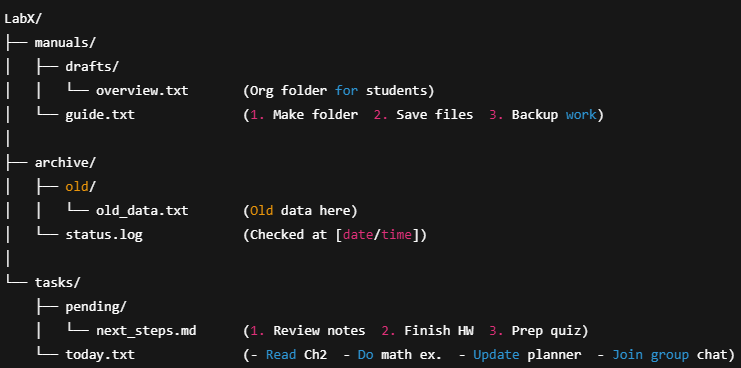 LabX/
├── manuals/
│   ├── drafts/
│   │   └── overview.txt       (Org folder for students)
│   └── guide.txt              (1. Make folder  2. Save files  3. Backup work)
│
├── archive/
│   ├── old/
│   │   └── old_data.txt       (Old data here)
│   └── status.log             (Checked at [date/time])
│
└── tasks/
    ├── pending/
    │   └── next_steps.md      (1. Review notes  2. Finish HW  3. Prep quiz)
    └── today.txt              (- Read Ch2  - Do math ex.  - Update planner  - Join group chat)